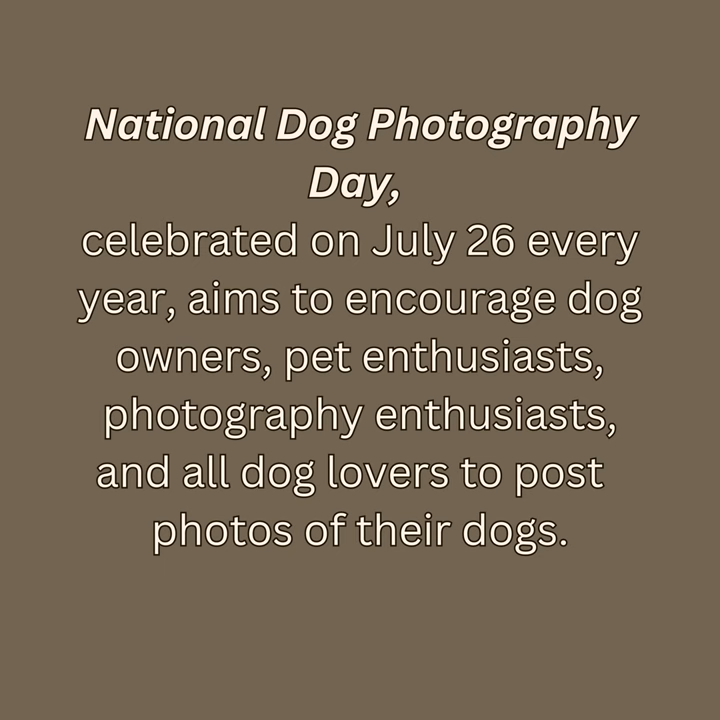 National Dog Photography
Day,
celebrated on July 26 every
year, aims to encourage dog
owners, pet enthusiasts,
photography enthusiasts,
and all dog lovers to post
photos of their dogs.